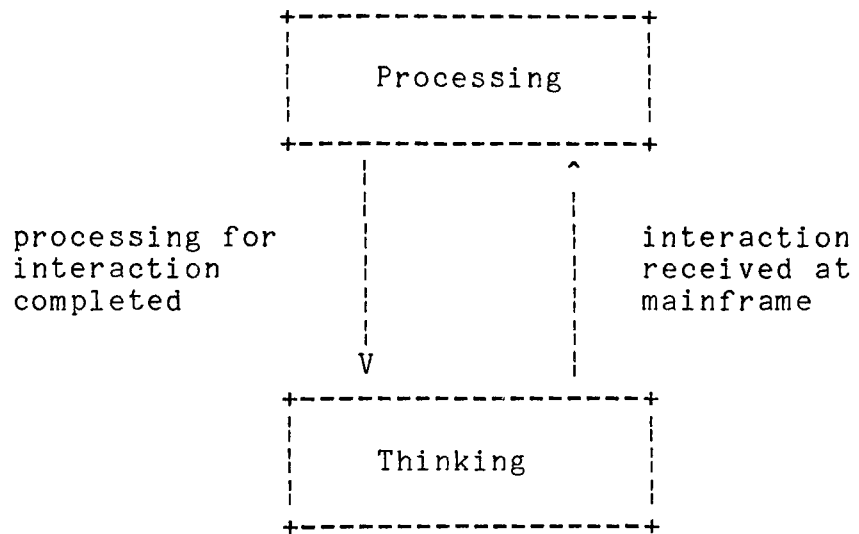 Processing
processing for
interaction
completed
interaction
received at
mainframe
Thinking